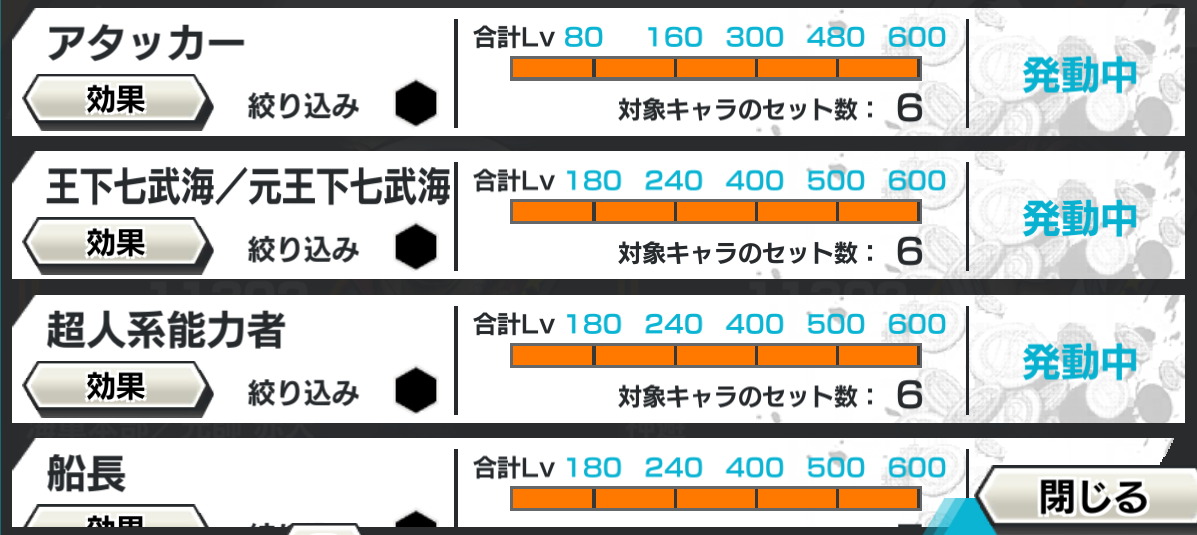 アタッカー
合計Lv 80 160 300 480 600
効果 絞り込み
対象キャラのセット数： 6
発動中
王下七武海／元王下七武海
合計Lv 180 240 400 500 600
効果 絞り込み
対象キャラのセット数： 6
発動中
超人系能力者
合計Lv 180 240 400 500 600
効果 絞り込み
対象キャラのセット数： 6
発動中
船長
合計Lv 180 240 400 500 600
効果
閉じる